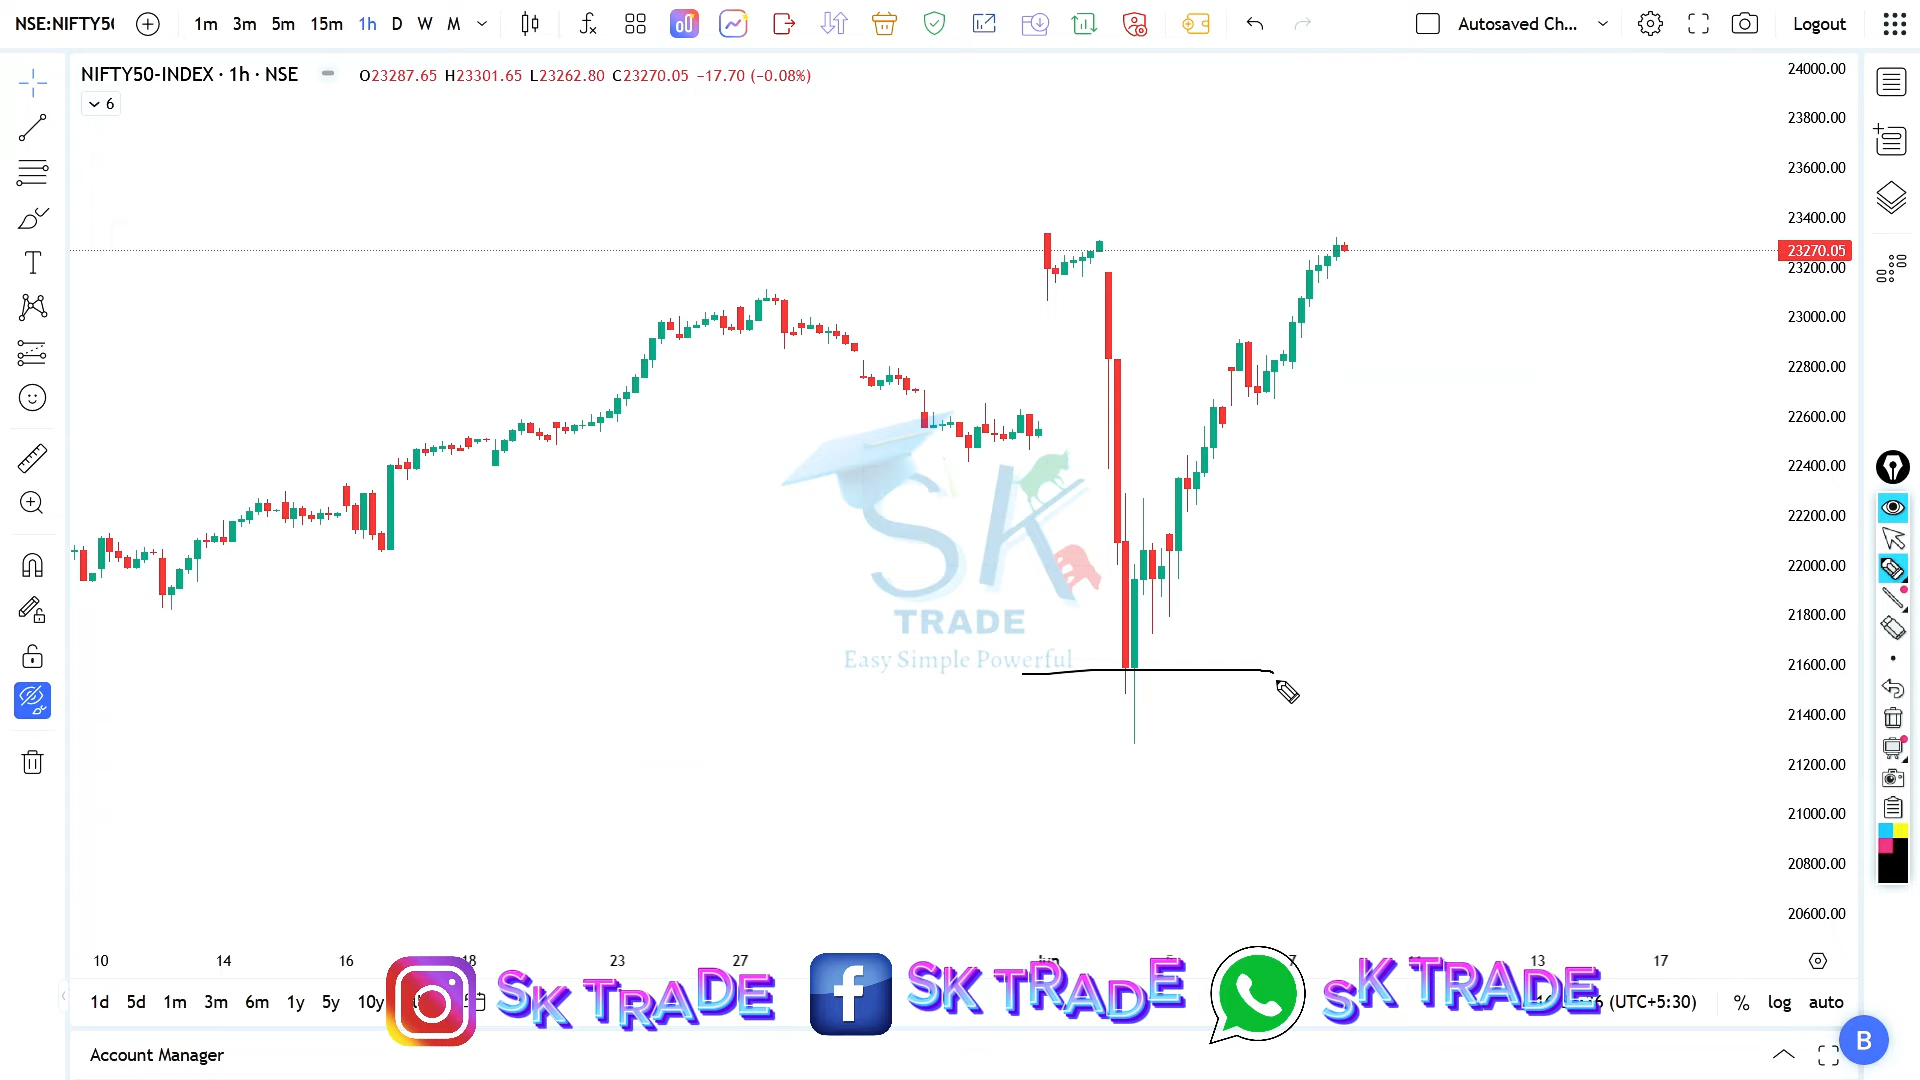 NSE:NIFTY50 1m 3m 5m 15m 1h D W M Autosaved Ch... Logout
NIFTY50-INDEX · 1h · NSE O23287.65 H23301.65 L23262.80 C23270.05 −17.70 (−0.08%)
6
24000.00
23800.00
23600.00
23400.00
23270.05
23200.00
23000.00
22800.00
22600.00
22400.00
22200.00
22000.00
21800.00
21600.00
21400.00
21200.00
21000.00
20800.00
20600.00
SK
TRADE
Easy Simple Powerful
10 14 16 18 23 27 Jun 5 7 13 17
1d 5d 1m 3m 6m 1y 5y 10y (UTC+5:30) % log auto
SK TRADE SK TRADE SK TRADE
Account Manager
B